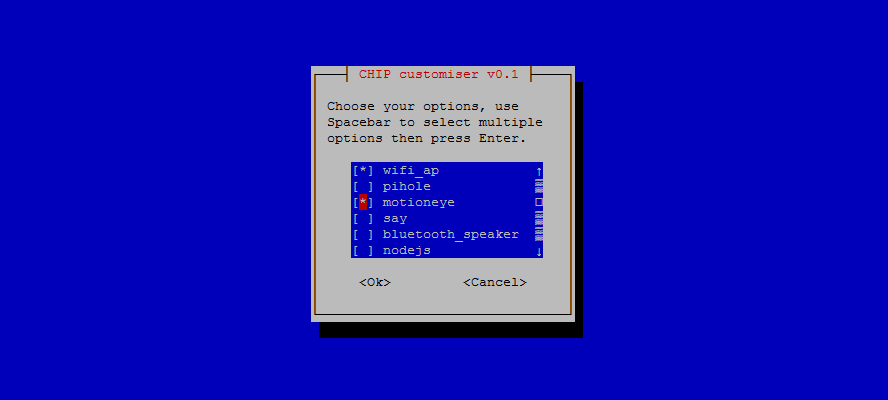 CHIP customiser v0.1
Choose your options, use
Spacebar to select multiple
options then press Enter.
[*] wifi_ap
[ ] pihole
[*] motioneye
[ ] say
[ ] bluetooth_speaker
[ ] nodejs
<Ok> <Cancel>